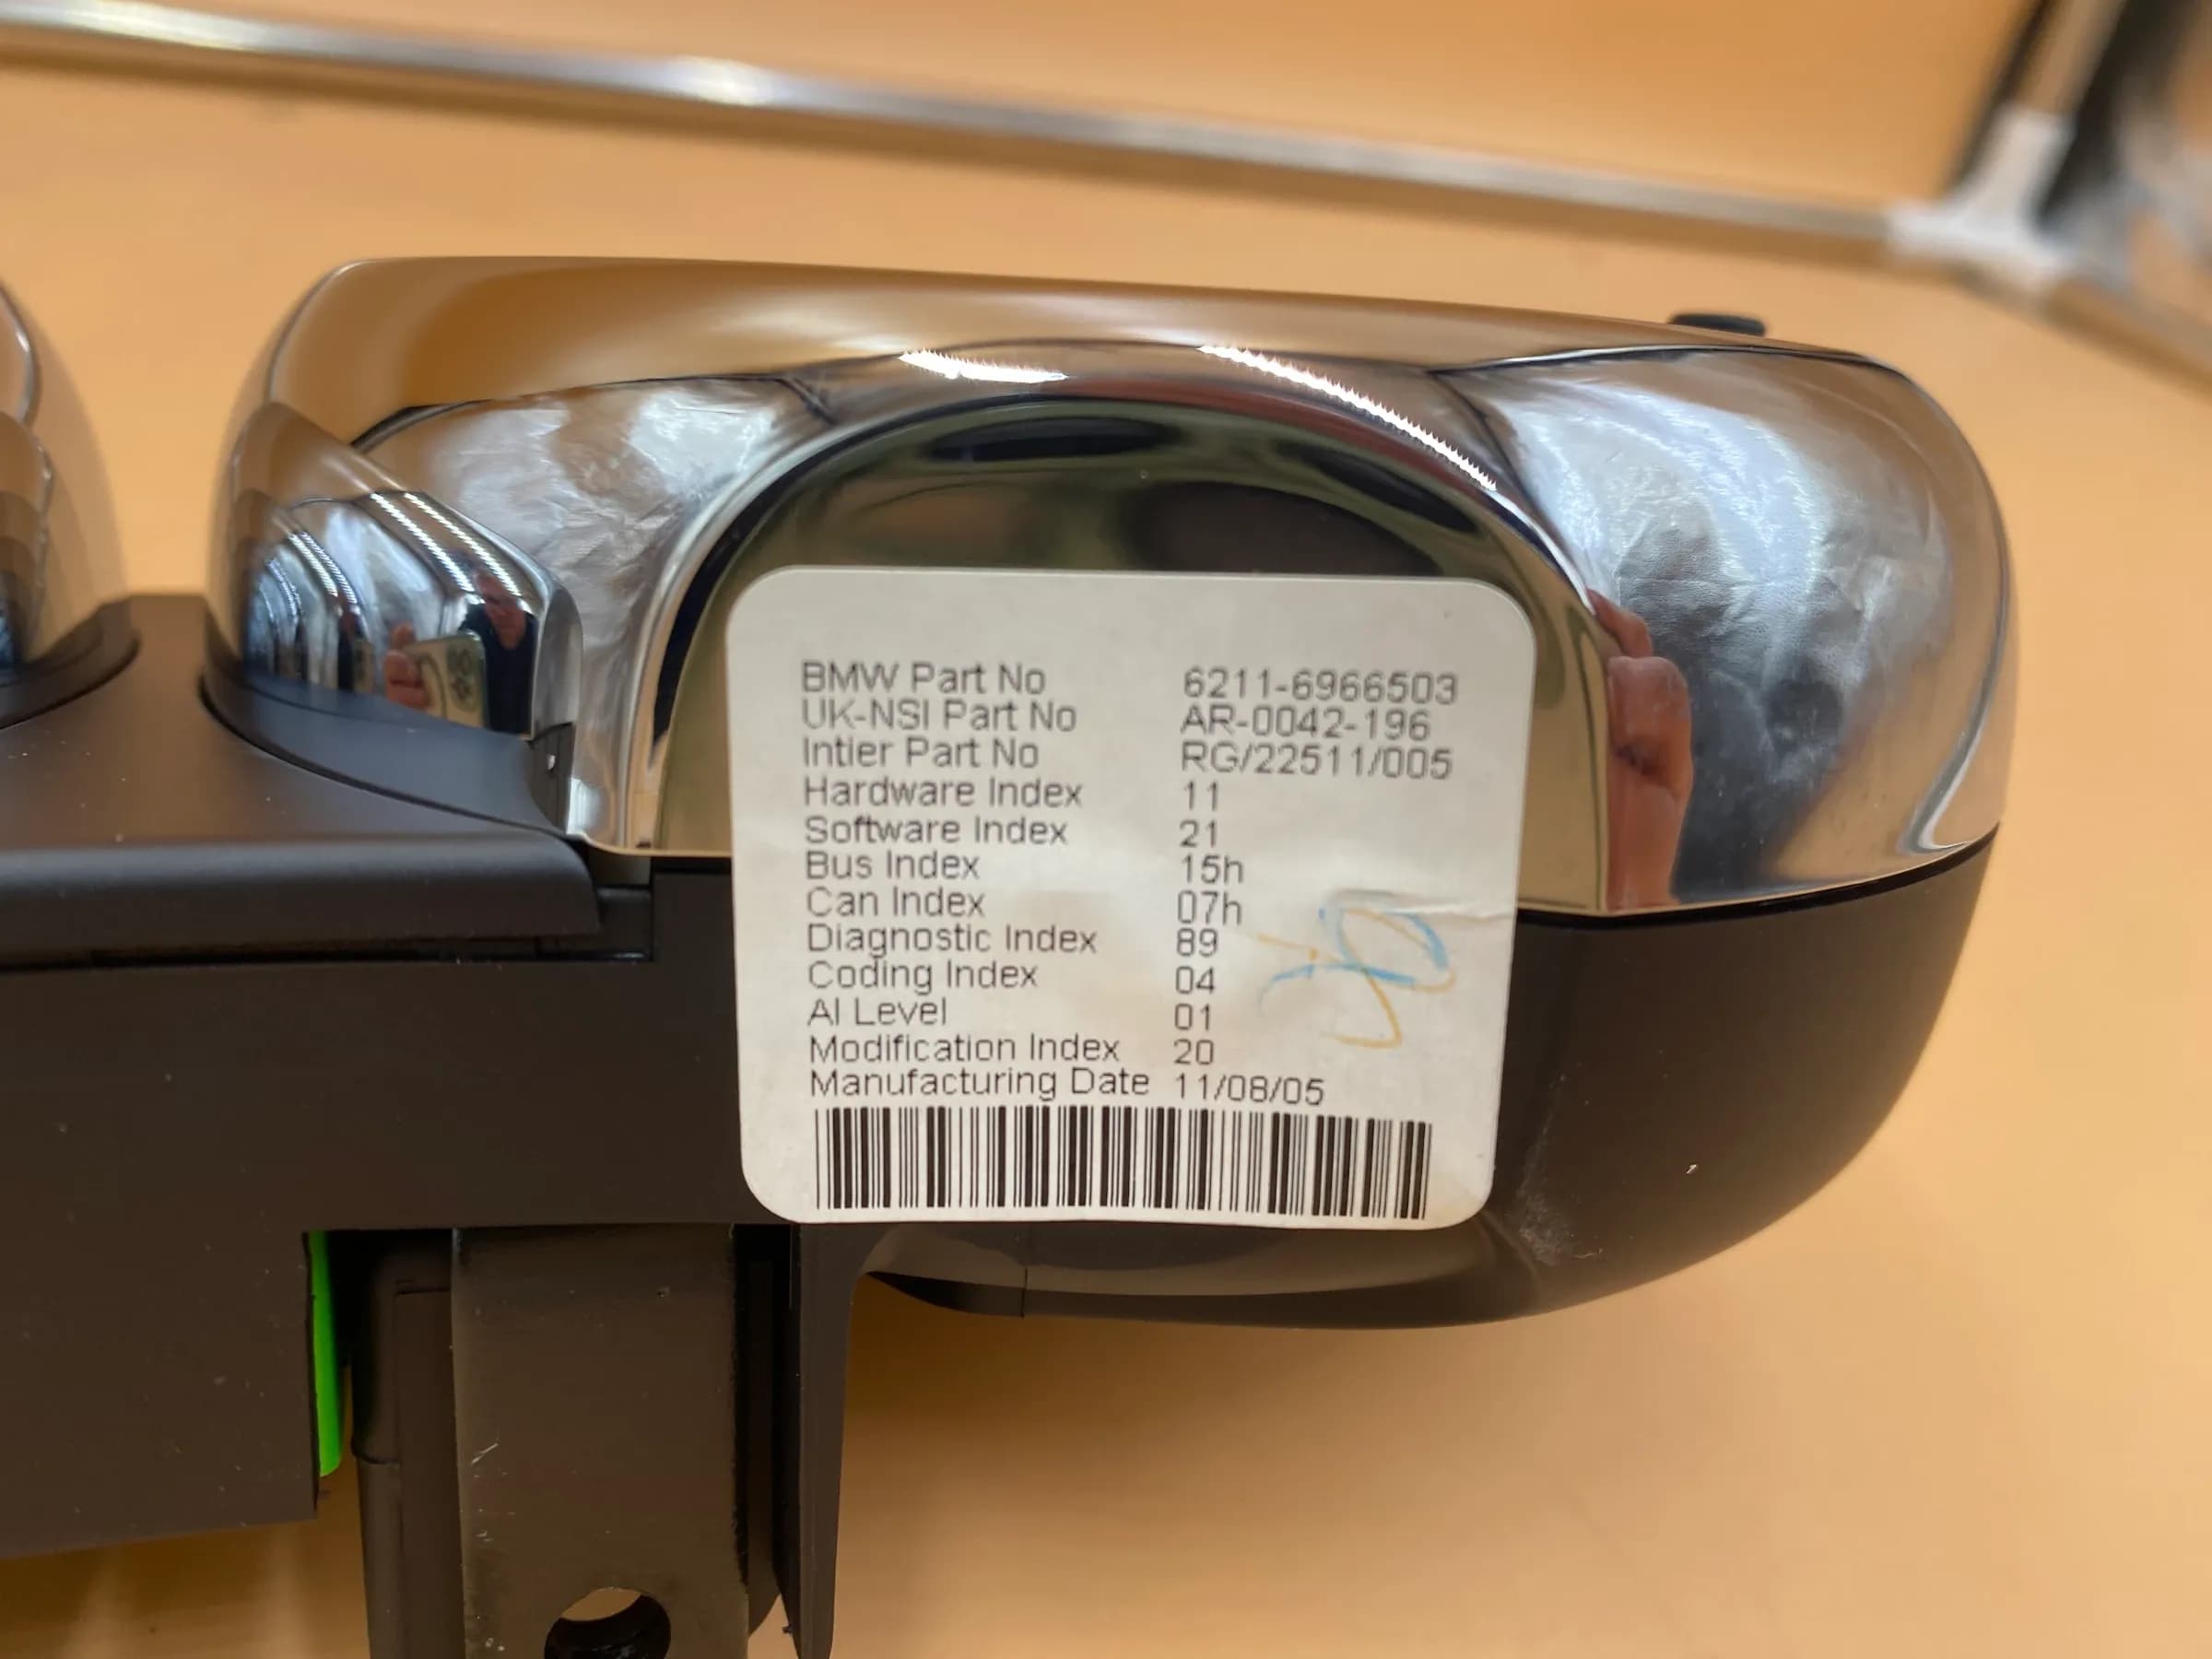 BMW Part No 6211-6966503
UK-NSI Part No AR-0042-196
Intier Part No RG/22511/005
Hardware Index 11
Software Index 21
Bus Index 15h
Can Index 07h
Diagnostic Index 89
Coding Index 04
AI Level 01
Modification Index 20
Manufacturing Date 11/08/05